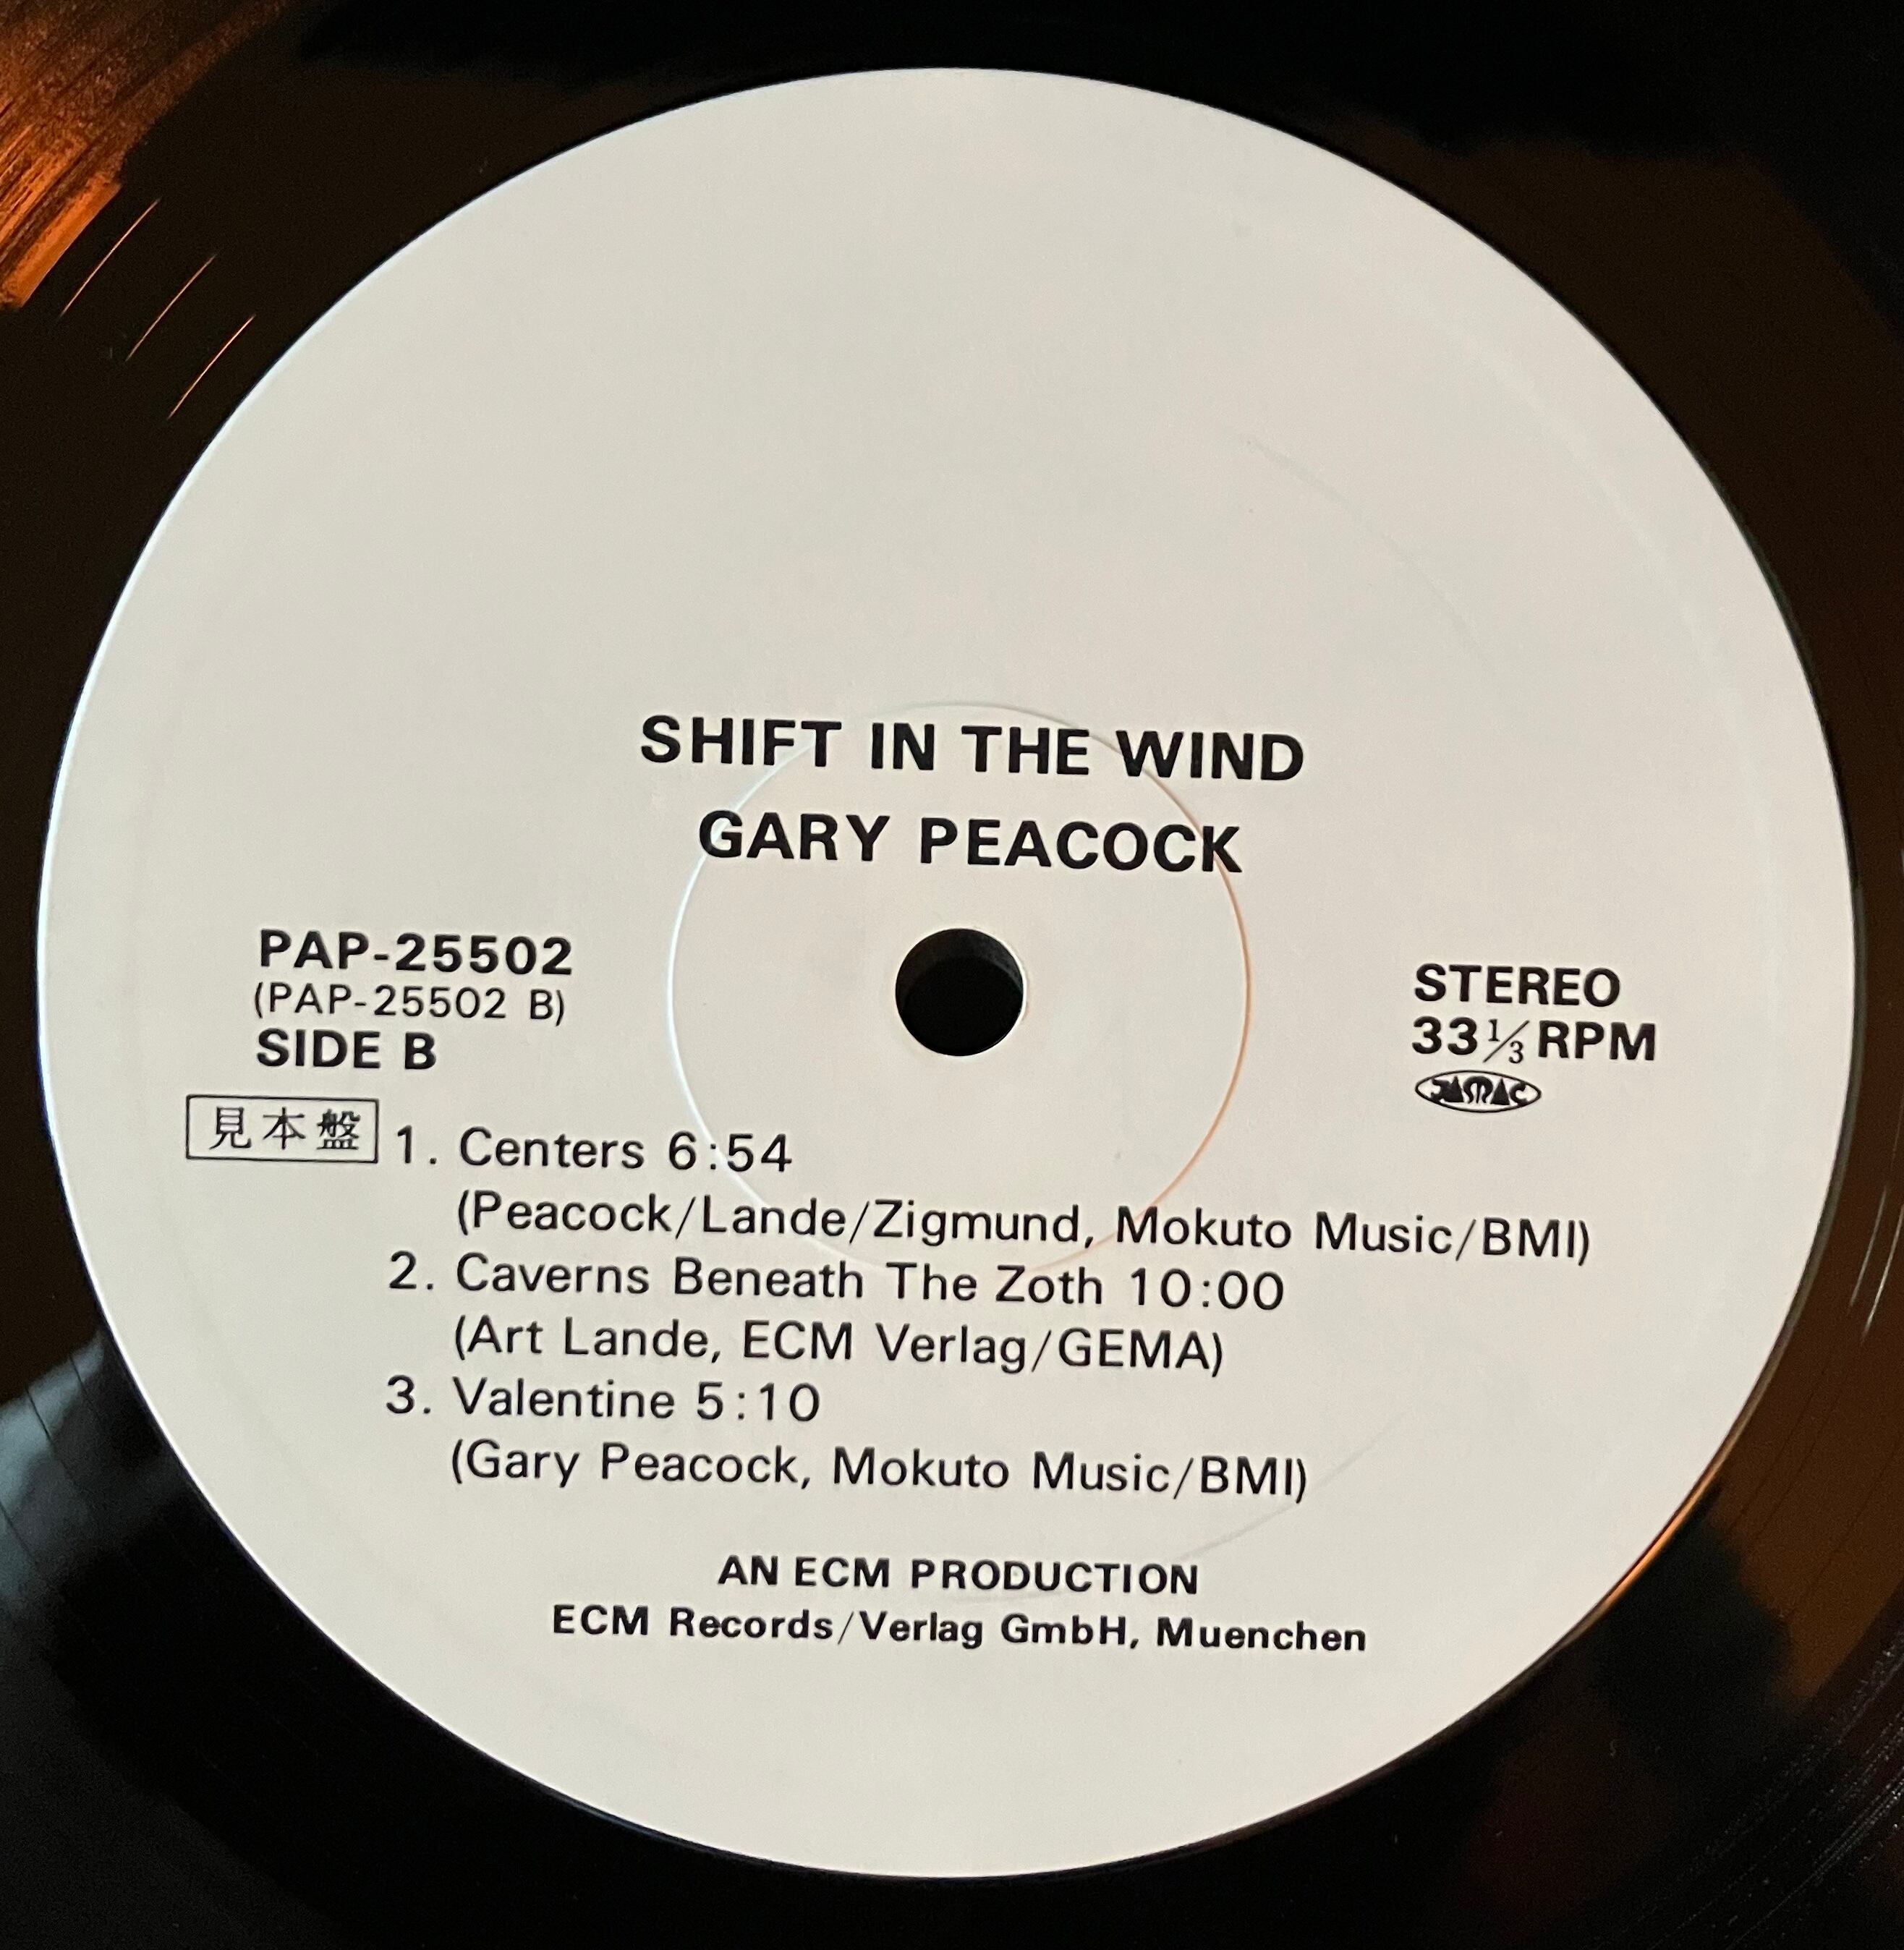 SHIFT IN THE WIND
GARY PEACOCK
PAP-25502
(PAP-25502 B)
SIDE B
STEREO
33⅓ RPM
JASRAC
見本盤
1. Centers 6:54
(Peacock/Lande/Zigmund, Mokuto Music/BMI)
2. Caverns Beneath The Zoth 10:00
(Art Lande, ECM Verlag/GEMA)
3. Valentine 5:10
(Gary Peacock, Mokuto Music/BMI)
AN ECM PRODUCTION
ECM Records/Verlag GmbH, Muenchen